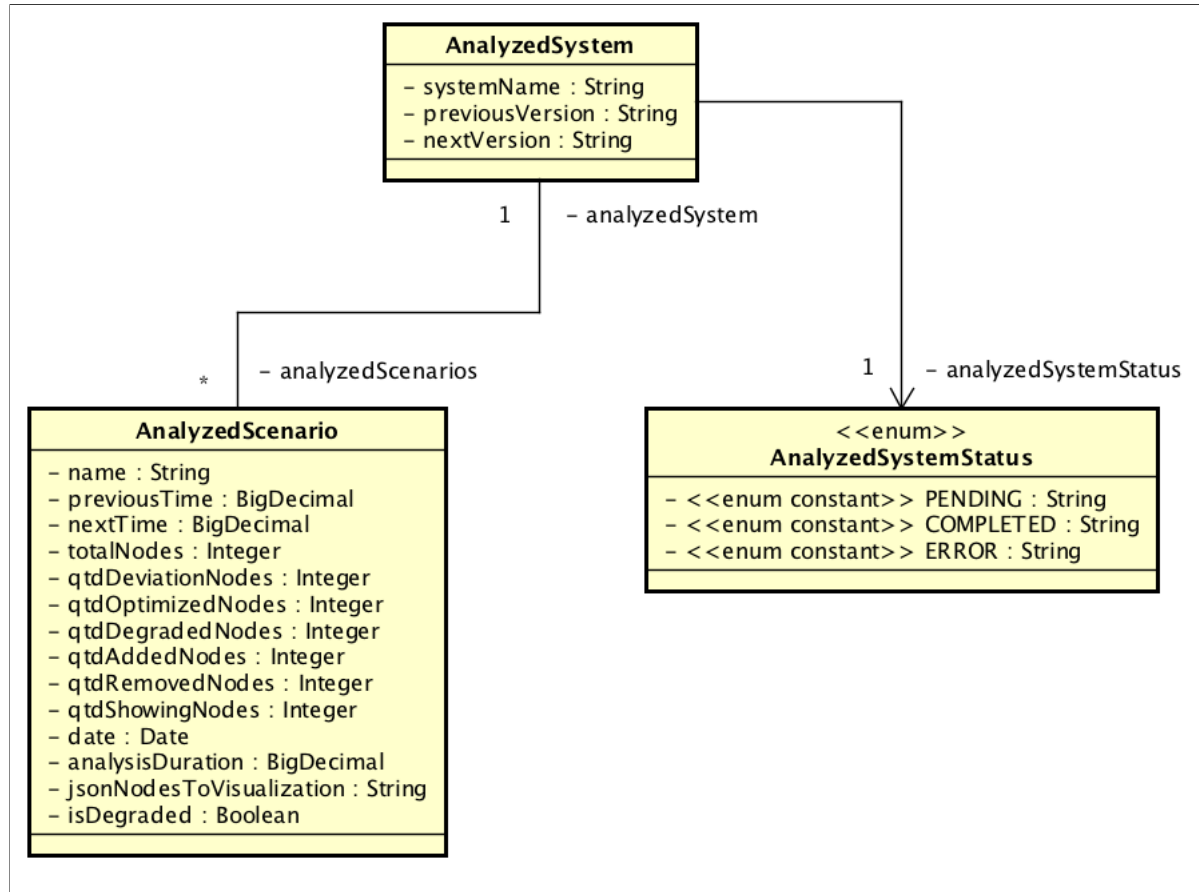 AnalyzedSystem
- systemName : String
- previousVersion : String
- nextVersion : String
1
- analyzedSystem
*
- analyzedScenarios
1
- analyzedSystemStatus
AnalyzedScenario
- name : String
- previousTime : BigDecimal
- nextTime : BigDecimal
- totalNodes : Integer
- qtdDeviationNodes : Integer
- qtdOptimizedNodes : Integer
- qtdDegradedNodes : Integer
- qtdAddedNodes : Integer
- qtdRemovedNodes : Integer
- qtdShowingNodes : Integer
- date : Date
- analysisDuration : BigDecimal
- jsonNodesToVisualization : String
- isDegraded : Boolean
<<enum>>
AnalyzedSystemStatus
- <<enum constant>> PENDING : String
- <<enum constant>> COMPLETED : String
- <<enum constant>> ERROR : String